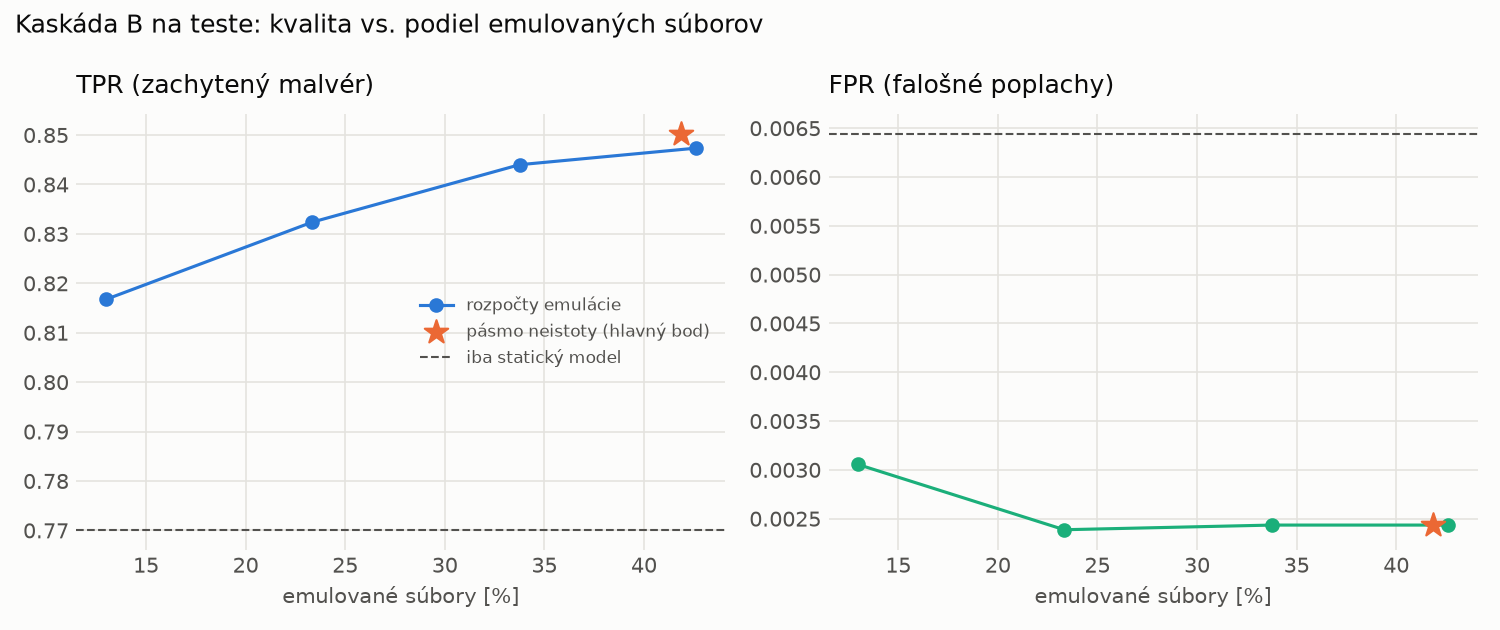 Kaskáda B na teste: kvalita vs. podiel emulovaných súborov
TPR (zachytený malvér)
0.85
0.84
0.83
0.82
0.81
0.80
0.79
0.78
0.77
rozpočty emulácie
pásmo neistoty (hlavný bod)
iba statický model
15 20 25 30 35 40
emulované súbory [%]
FPR (falošné poplachy)
0.0065
0.0060
0.0055
0.0050
0.0045
0.0040
0.0035
0.0030
0.0025
15 20 25 30 35 40
emulované súbory [%]